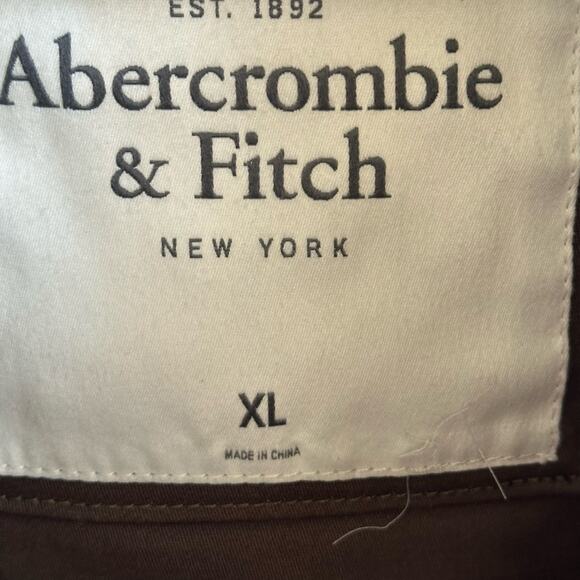 EST. 1892
Abercrombie
& Fitch
NEW YORK
XL
MADE IN CHINA